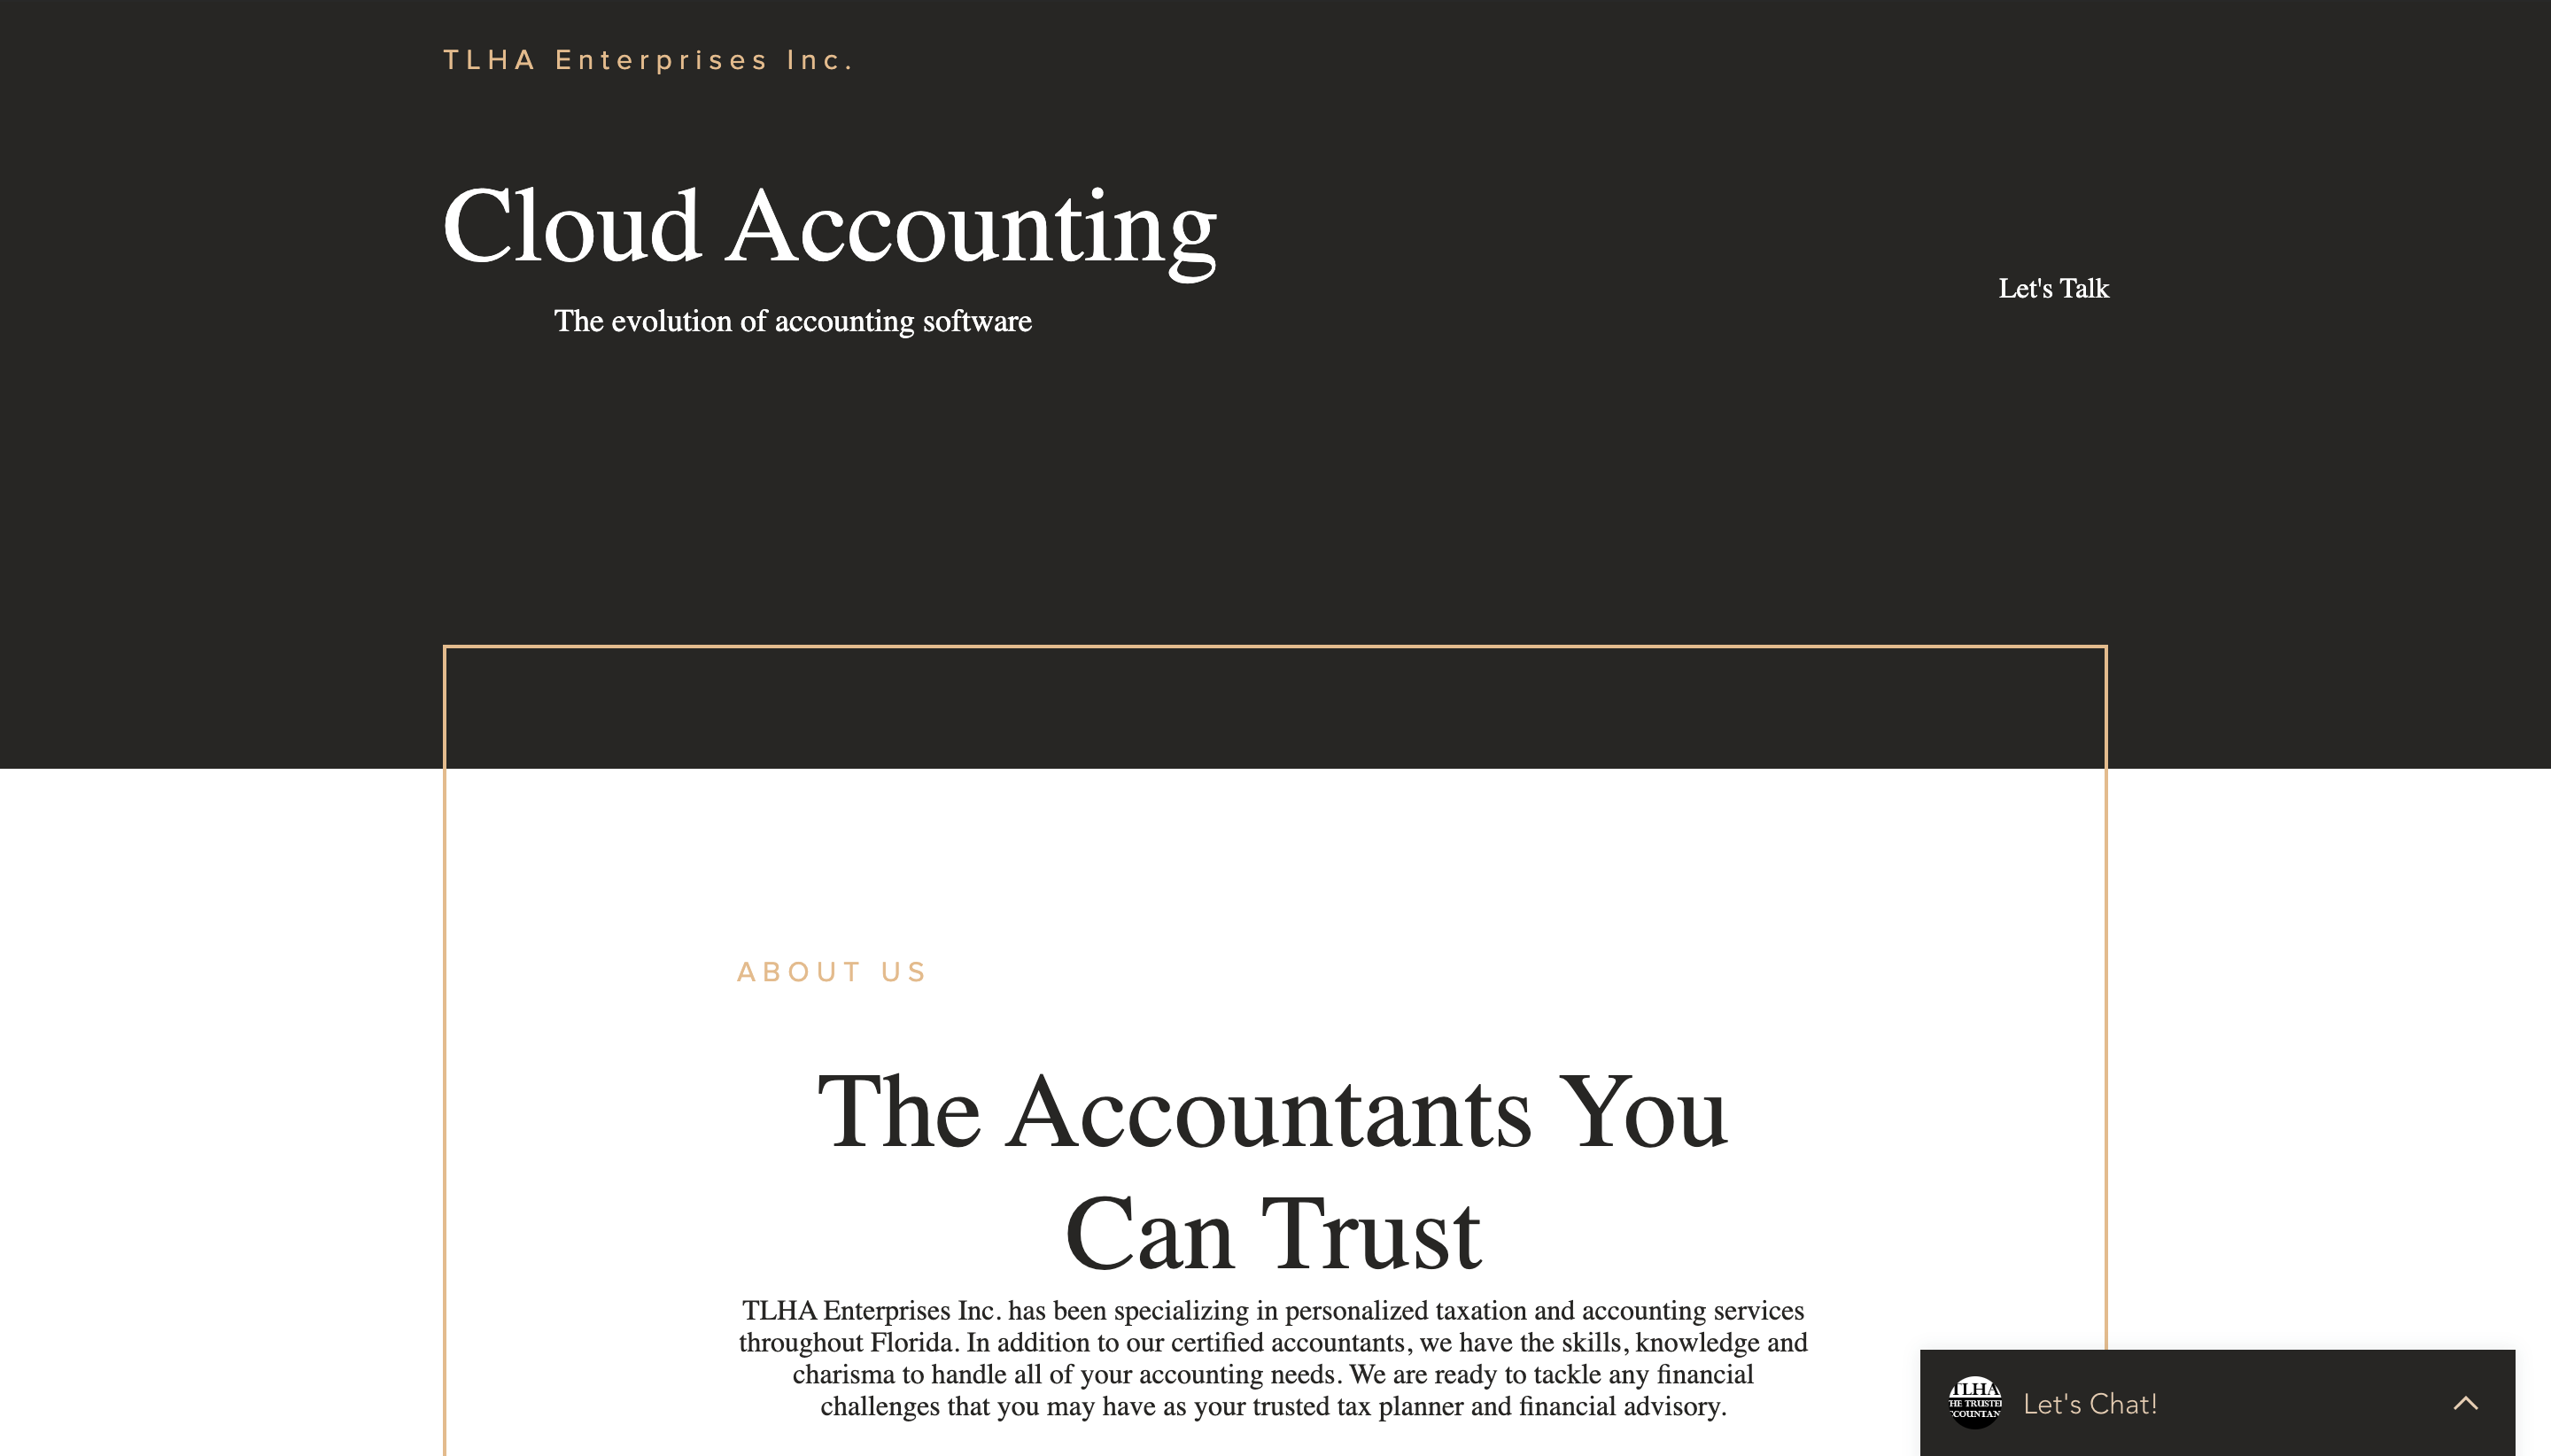 TLHA Enterprises Inc.
Cloud Accounting
The evolution of accounting software
Let's Talk
ABOUT US
The Accountants You
Can Trust
TLHA Enterprises Inc. has been specializing in personalized taxation and accounting services
throughout Florida. In addition to our certified accountants, we have the skills, knowledge and
charisma to handle all of your accounting needs. We are ready to tackle any financial
challenges that you may have as your trusted tax planner and financial advisory.
TLHA
HE TRUSTE
CCOUNTAN
Let's Chat!